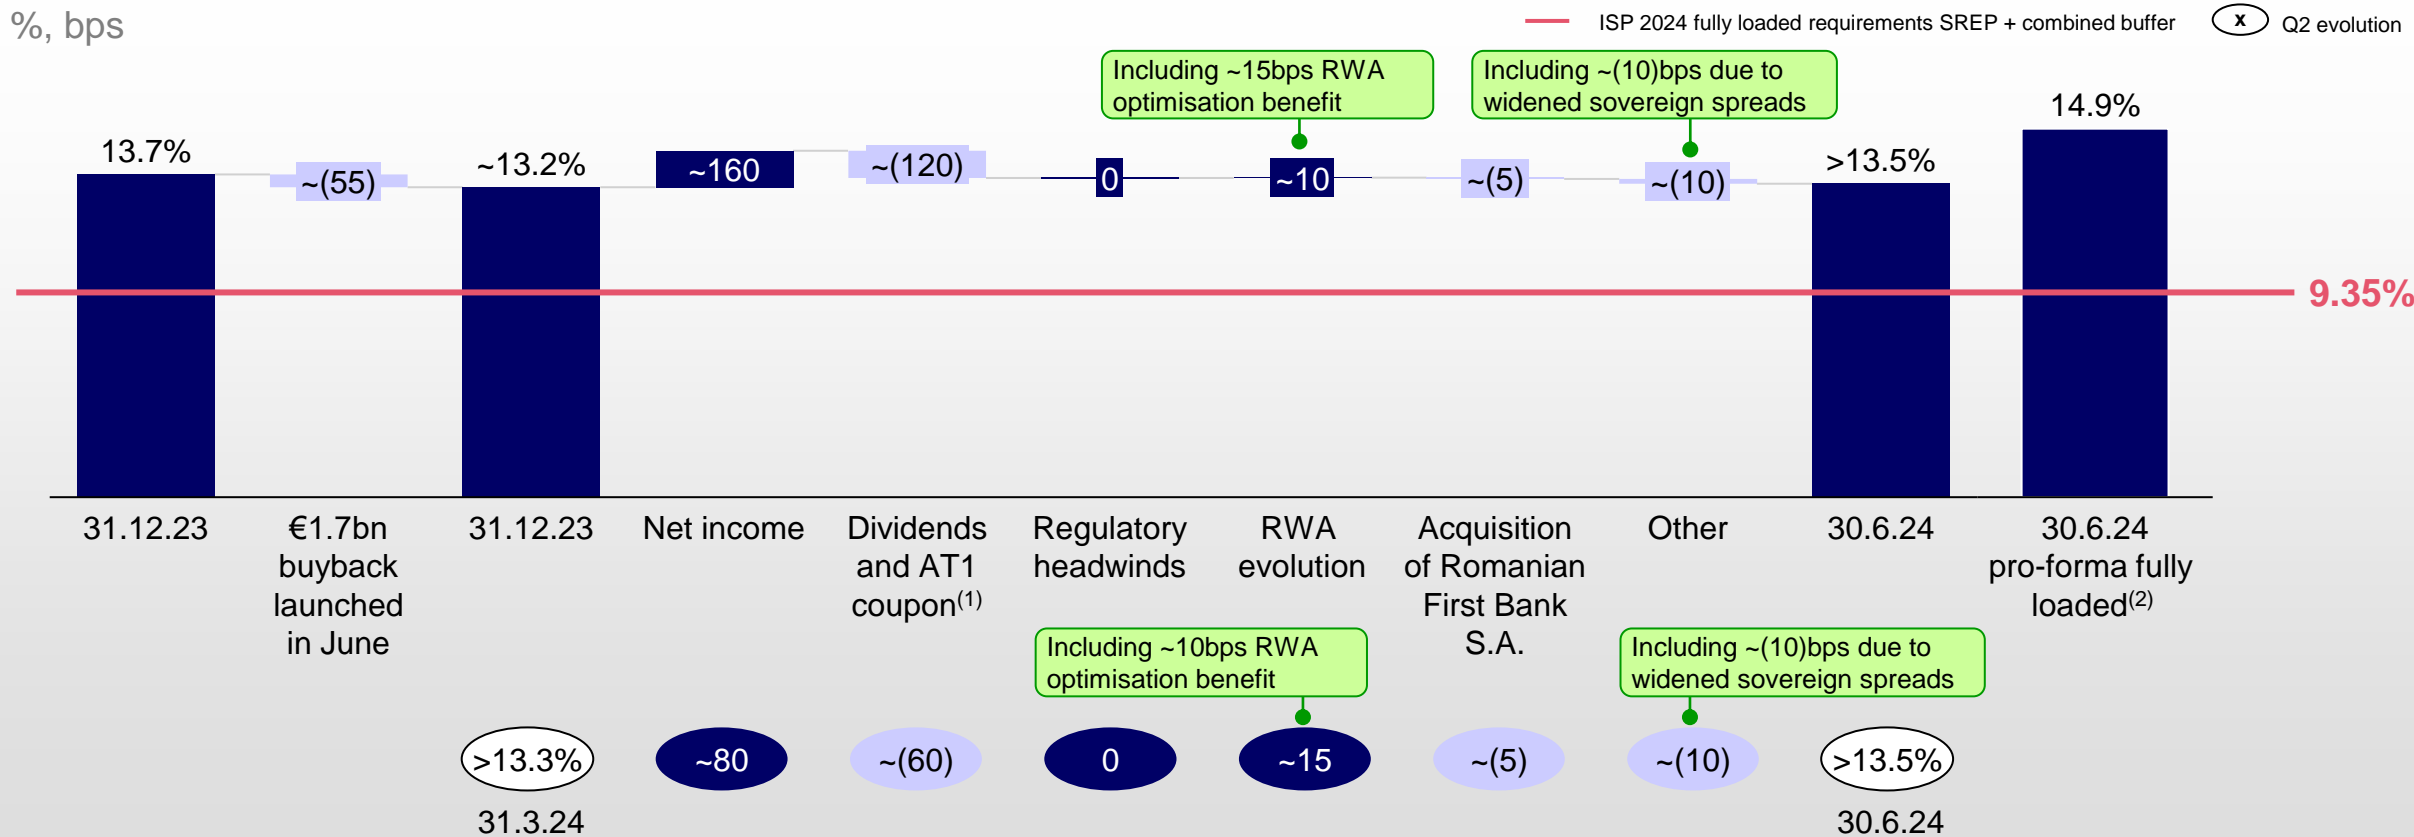 %, bps
ISP 2024 fully loaded requirements SREP + combined buffer
x
Q2 evolution
Including ~15bps RWA
optimisation benefit
Including ~(10)bps due to
widened sovereign spreads
13.7%
~(55)
~13.2%
~160
~(120)
0
~10
~(5)
~(10)
>13.5%
14.9%
9.35%
31.12.23
€1.7bn
buyback
launched
in June
31.12.23
Net income
Dividends
and AT1
coupon(1)
Regulatory
headwinds
RWA
evolution
Acquisition
of Romanian
First Bank
S.A.
Other
30.6.24
30.6.24
pro-forma fully
loaded(2)
Including ~10bps RWA
optimisation benefit
Including ~(10)bps due to
widened sovereign spreads
>13.3%
~80
~(60)
0
~15
~(5)
~(10)
>13.5%
31.3.24
30.6.24